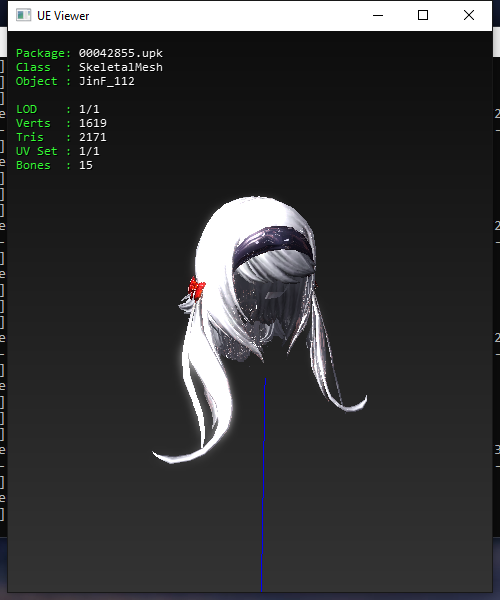 UE Viewer
Package: 00042855.upk
Class  : SkeletalMesh
Object : JinF_112
LOD    : 1/1
Verts  : 1619
Tris   : 2171
UV Set : 1/1
Bones  : 15